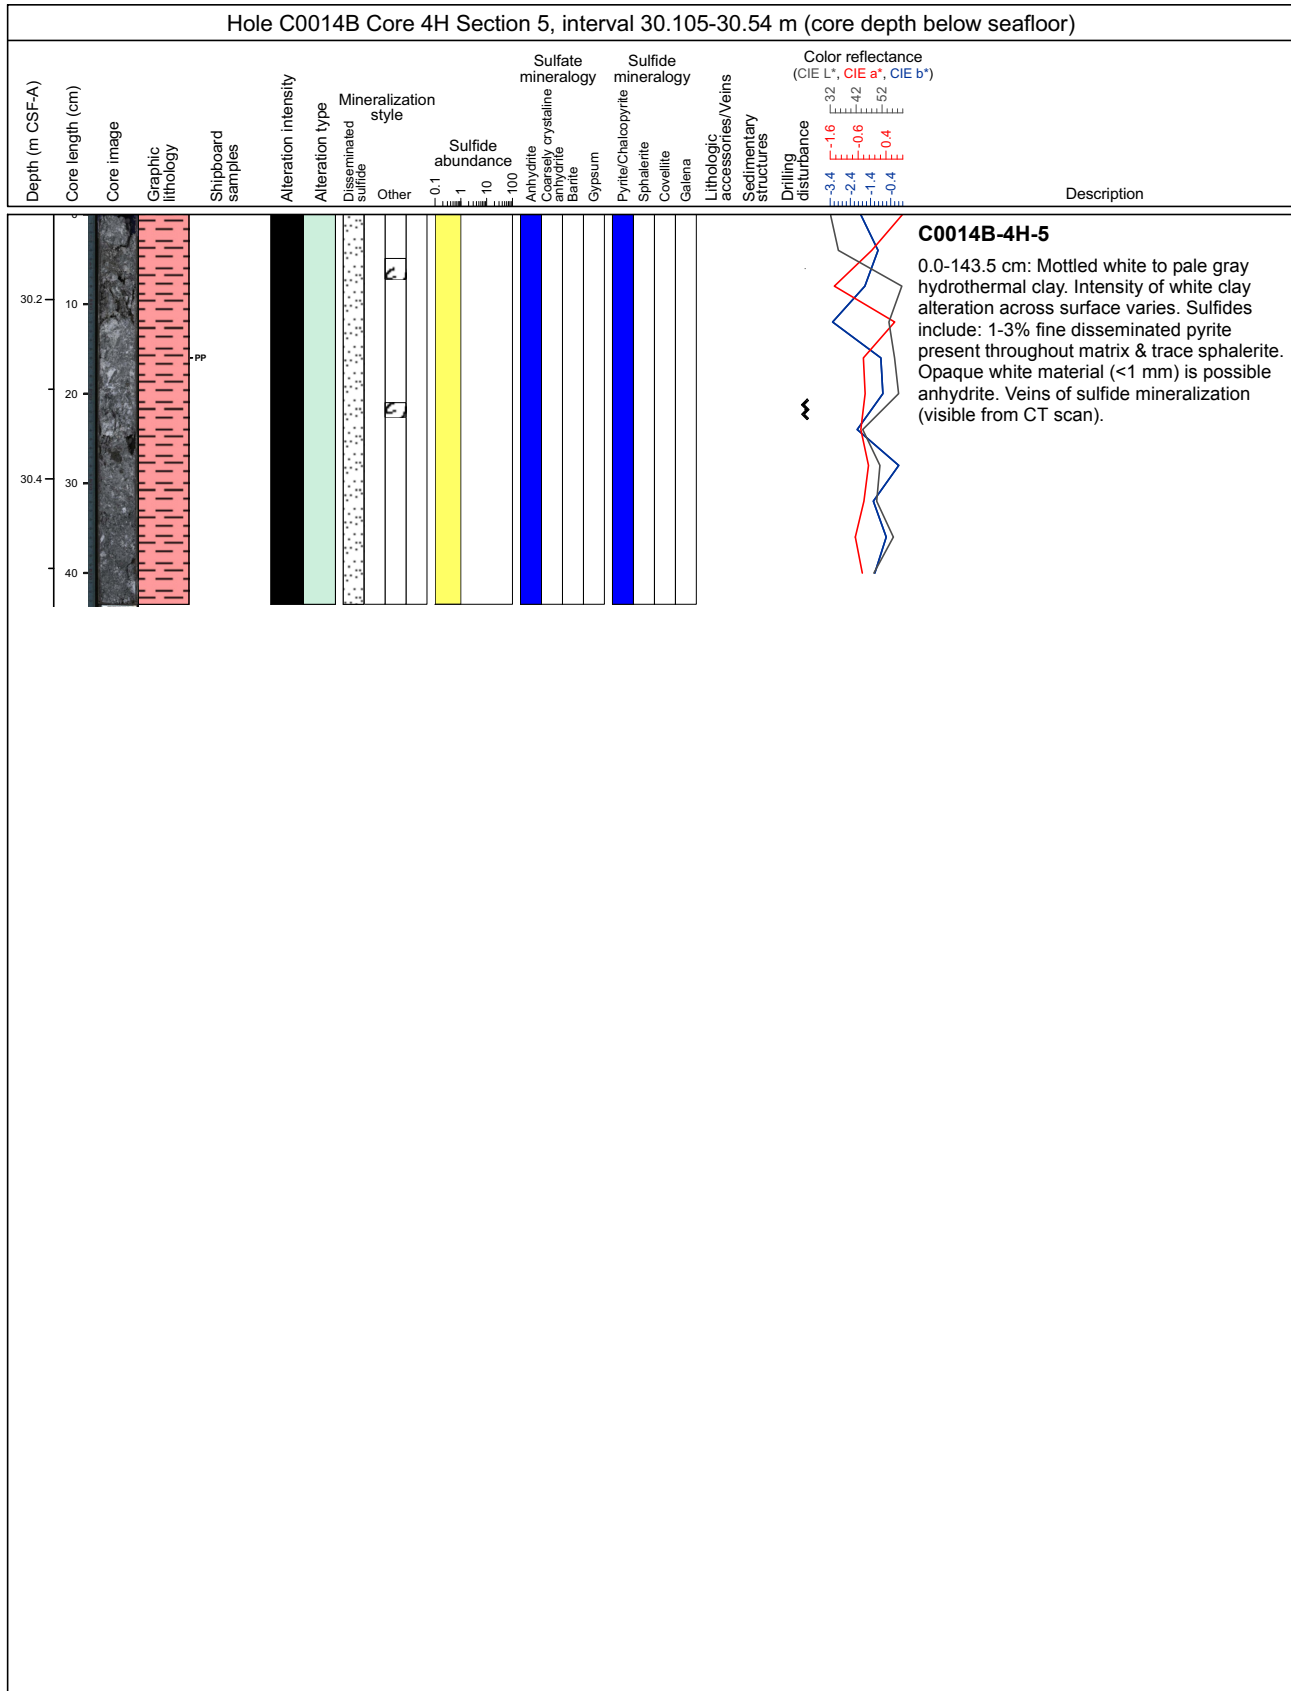 Hole C0014B Core 4H Section 5, interval 30.105-30.54 m (core depth below seafloor)
Depth (m CSF-A)
Core length (cm)
Core image
Graphic
lithology
Shipboard
samples
Alteration intensity
Alteration type
Mineralization
style
Disseminated
sulfide
Other
Sulfide
abundance
0.1
1
10
100
Sulfate
mineralogy
Anhydrite
Coarsely crystaline
anhydrite
Barite
Gypsum
Sulfide
mineralogy
Pyrite/Chalcopyrite
Sphalerite
Covellite
Galena
Lithologic
accessories/Veins
Sedimentary
structures
Drilling
disturbance
Color reflectance
(CIE L*, CIE a*, CIE b*)
32
42
52
-1.6
-0.6
0.4
-3.4
-2.4
-1.4
-0.4
Description
0
30.2
10
PP
20
30.4
30
40
C0014B-4H-5
0.0-143.5 cm: Mottled white to pale gray
hydrothermal clay. Intensity of white clay
alteration across surface varies. Sulfides
include: 1-3% fine disseminated pyrite
present throughout matrix & trace sphalerite.
Opaque white material (<1 mm) is possible
anhydrite. Veins of sulfide mineralization
(visible from CT scan).